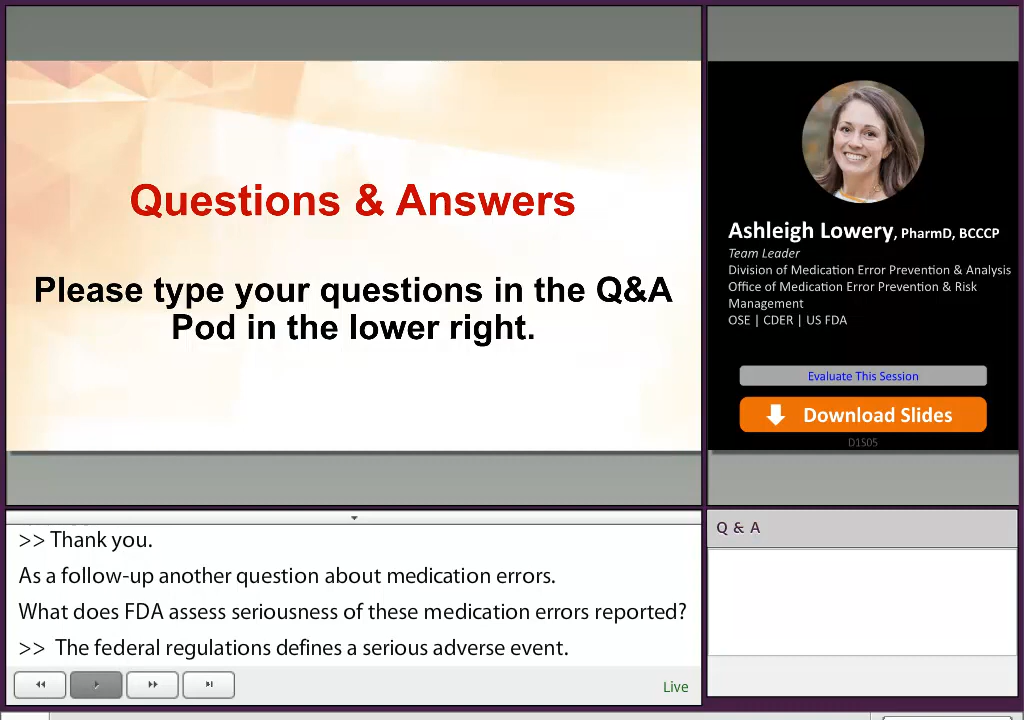 Questions & Answers
Please type your questions in the Q&A
Pod in the lower right.
Ashleigh Lowery, PharmD, BCCCP
Team Leader
Division of Medication Error Prevention & Analysis
Office of Medication Error Prevention & Risk
Management
OSE | CDER | US FDA
Evaluate This Session
Download Slides
D1S05
>> Thank you.
As a follow-up another question about medication errors.
What does FDA assess seriousness of these medication errors reported?
>> The federal regulations defines a serious adverse event.
Live
Q & A